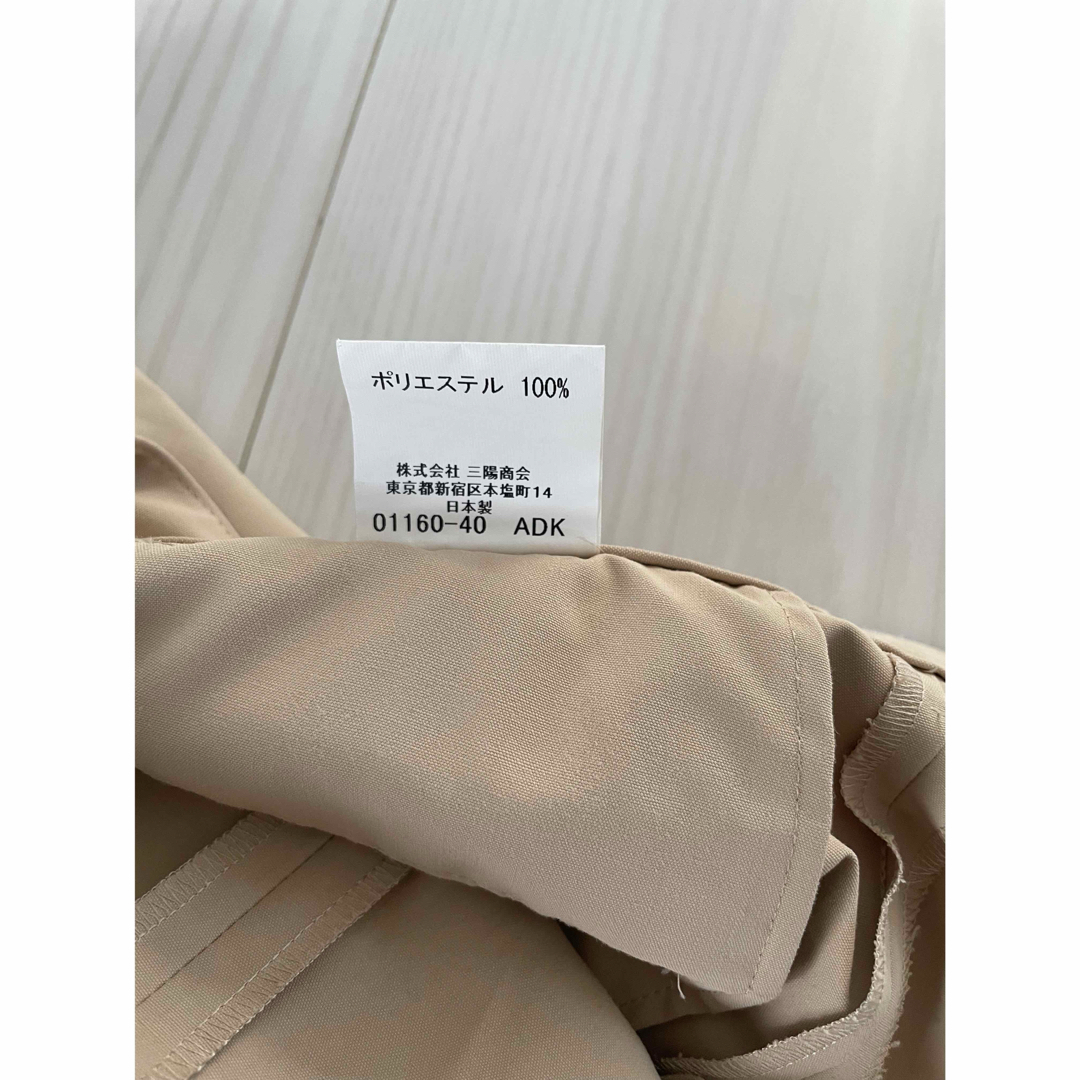 ポリエステル 100%
株式会社 三陽商会
東京都新宿区本塩町14
日本製
01160-40 ADK